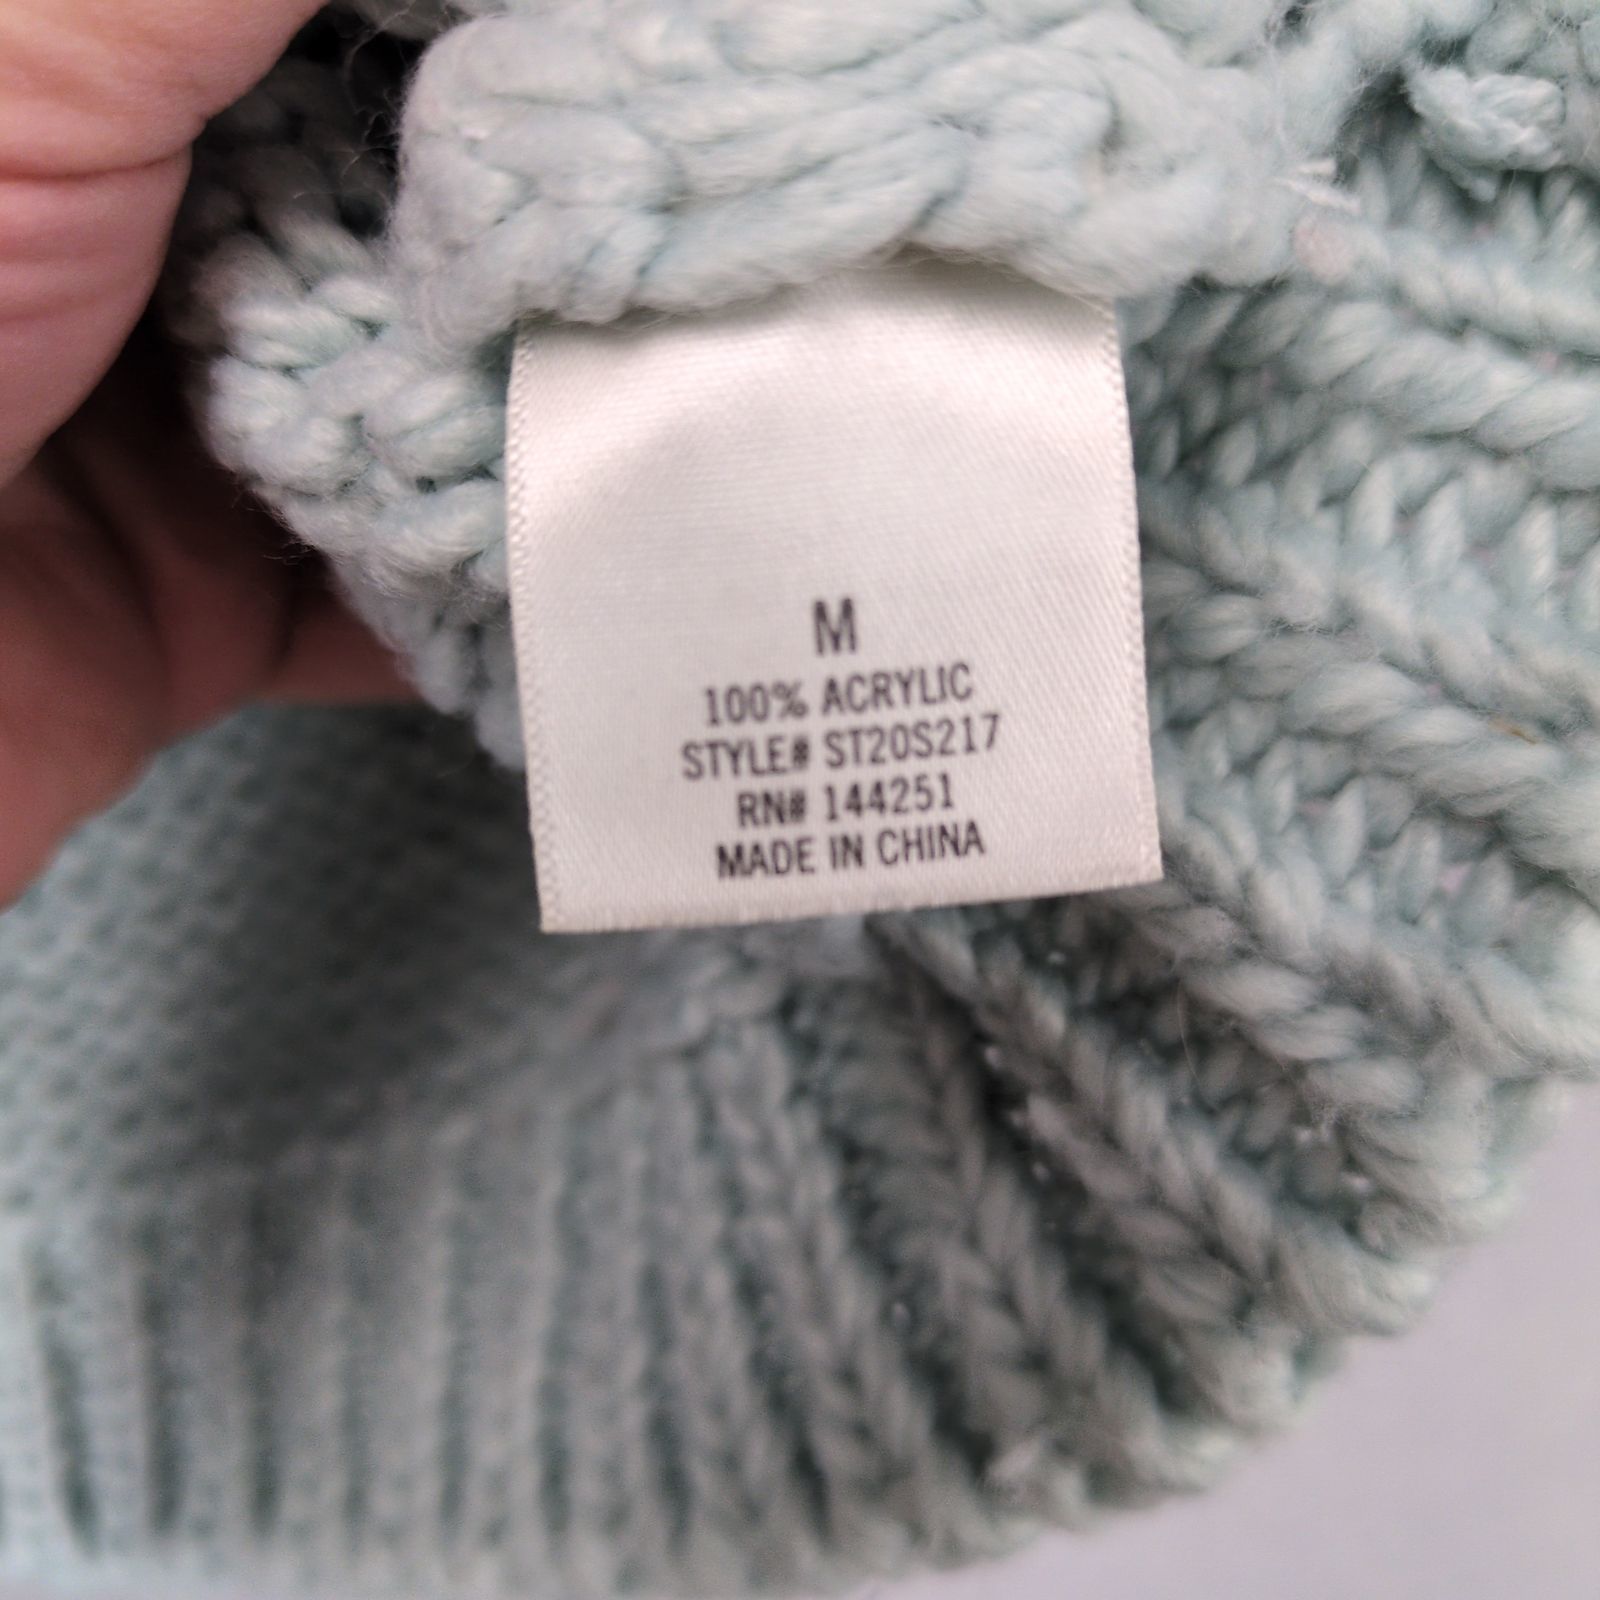 M
100% ACRYLIC
STYLE# ST20S217
RN# 144251
MADE IN CHINA